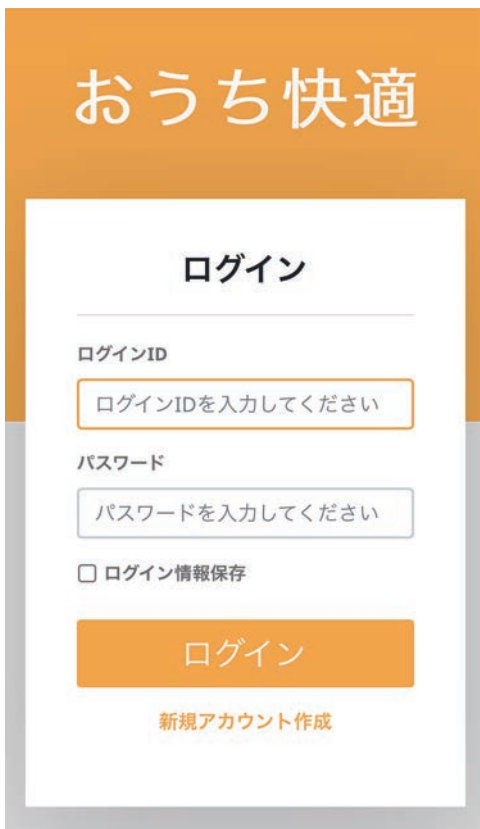 おうち快適
ログイン
ログインID
ログインIDを入力してください
パスワード
パスワードを入力してください
ログイン情報保存
ログイン
新規アカウント作成